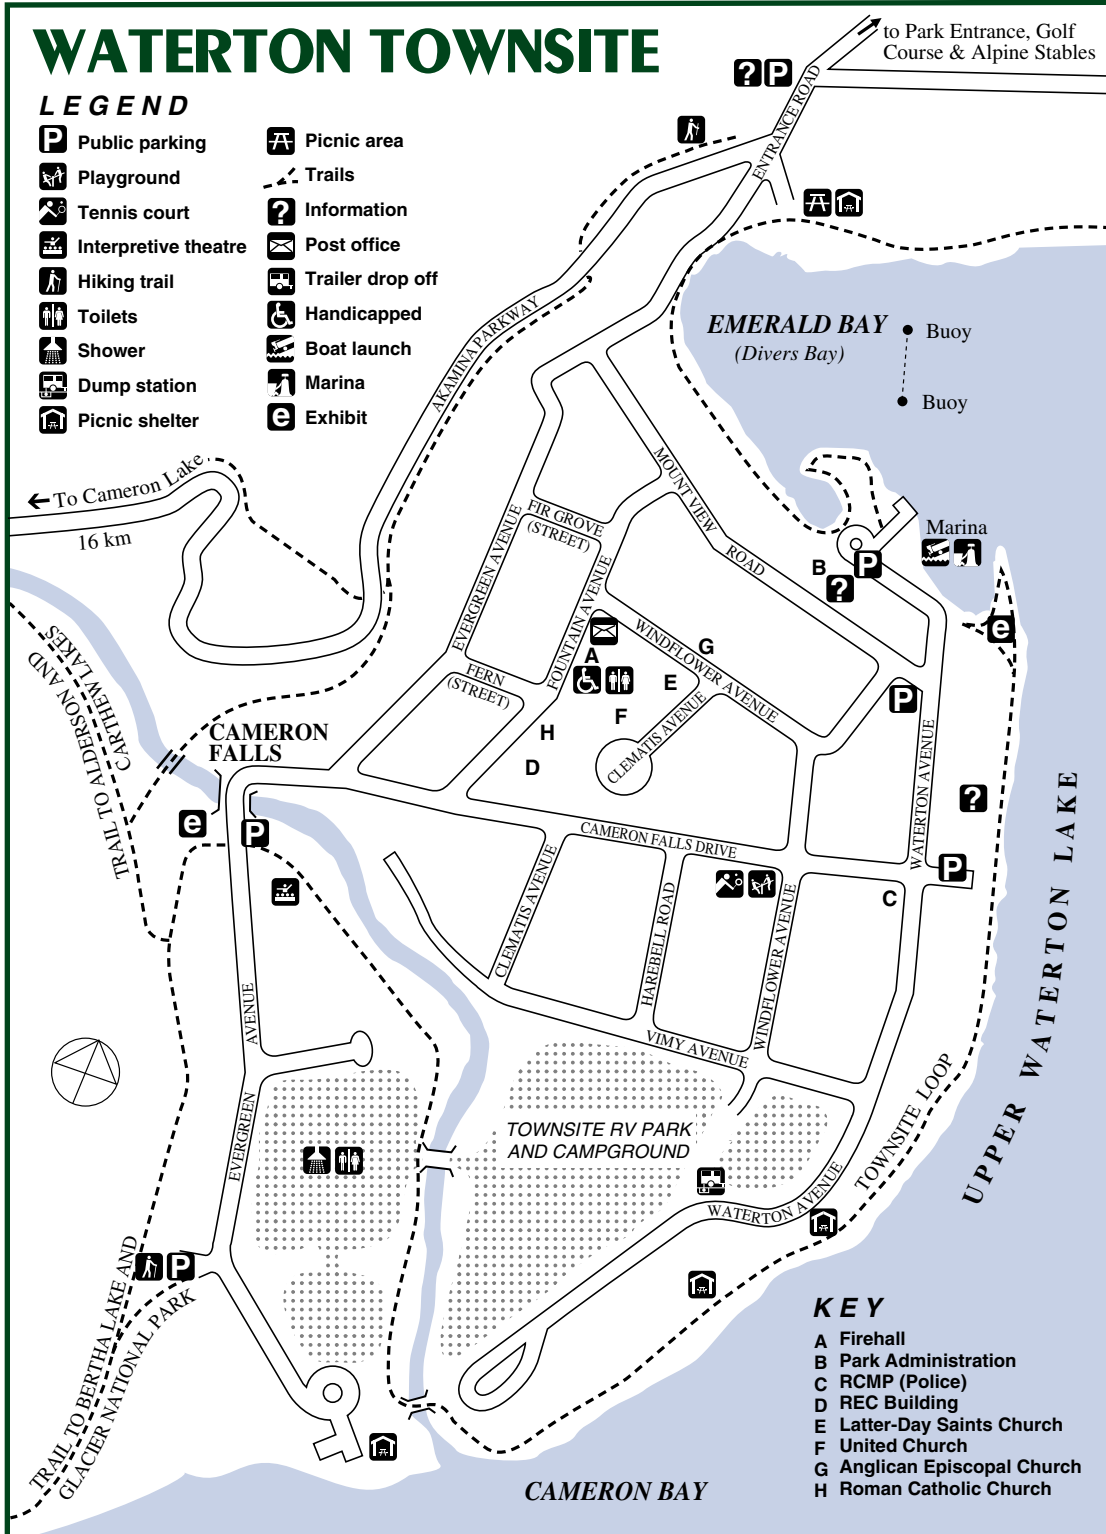 WATERTON TOWNSITE
to Park Entrance, Golf
Course & Alpine Stables
LEGEND
P Public parking
Playground
Tennis court
Interpretive theatre
Hiking trail
Toilets
Shower
Dump station
Picnic shelter
Picnic area
Trails
? Information
Post office
Trailer drop off
Handicapped
Boat launch
Marina
e Exhibit
? P
ENTRANCE ROAD
AKAMINA PARKWAY
EMERALD BAY
(Divers Bay)
Buoy
Buoy
To Cameron Lake
16 km
MOUNT VIEW
ROAD
FIR GROVE
(STREET)
EVERGREEN AVENUE
FOUNTAIN AVENUE
Marina
B
P
?
e
WINDFLOWER AVENUE
G
A
E
F
FERN
(STREET)
CLEMATIS AVENUE
H
D
P
WATERTON AVENUE
?
TRAIL TO ALDERSON AND
CARTHEW LAKES
CAMERON
FALLS
e
P
CAMERON FALLS DRIVE
P
C
CLEMATIS AVENUE
HAREBELL ROAD
WINDFLOWER AVENUE
VIMY AVENUE
UPPER WATERTON LAKE
EVERGREEN
AVENUE
TOWNSITE RV PARK
AND CAMPGROUND
TOWNSITE LOOP
WATERTON AVENUE
P
TRAIL TO BERTHA LAKE AND
GLACIER NATIONAL PARK
CAMERON BAY
KEY
A Firehall
B Park Administration
C RCMP (Police)
D REC Building
E Latter-Day Saints Church
F United Church
G Anglican Episcopal Church
H Roman Catholic Church